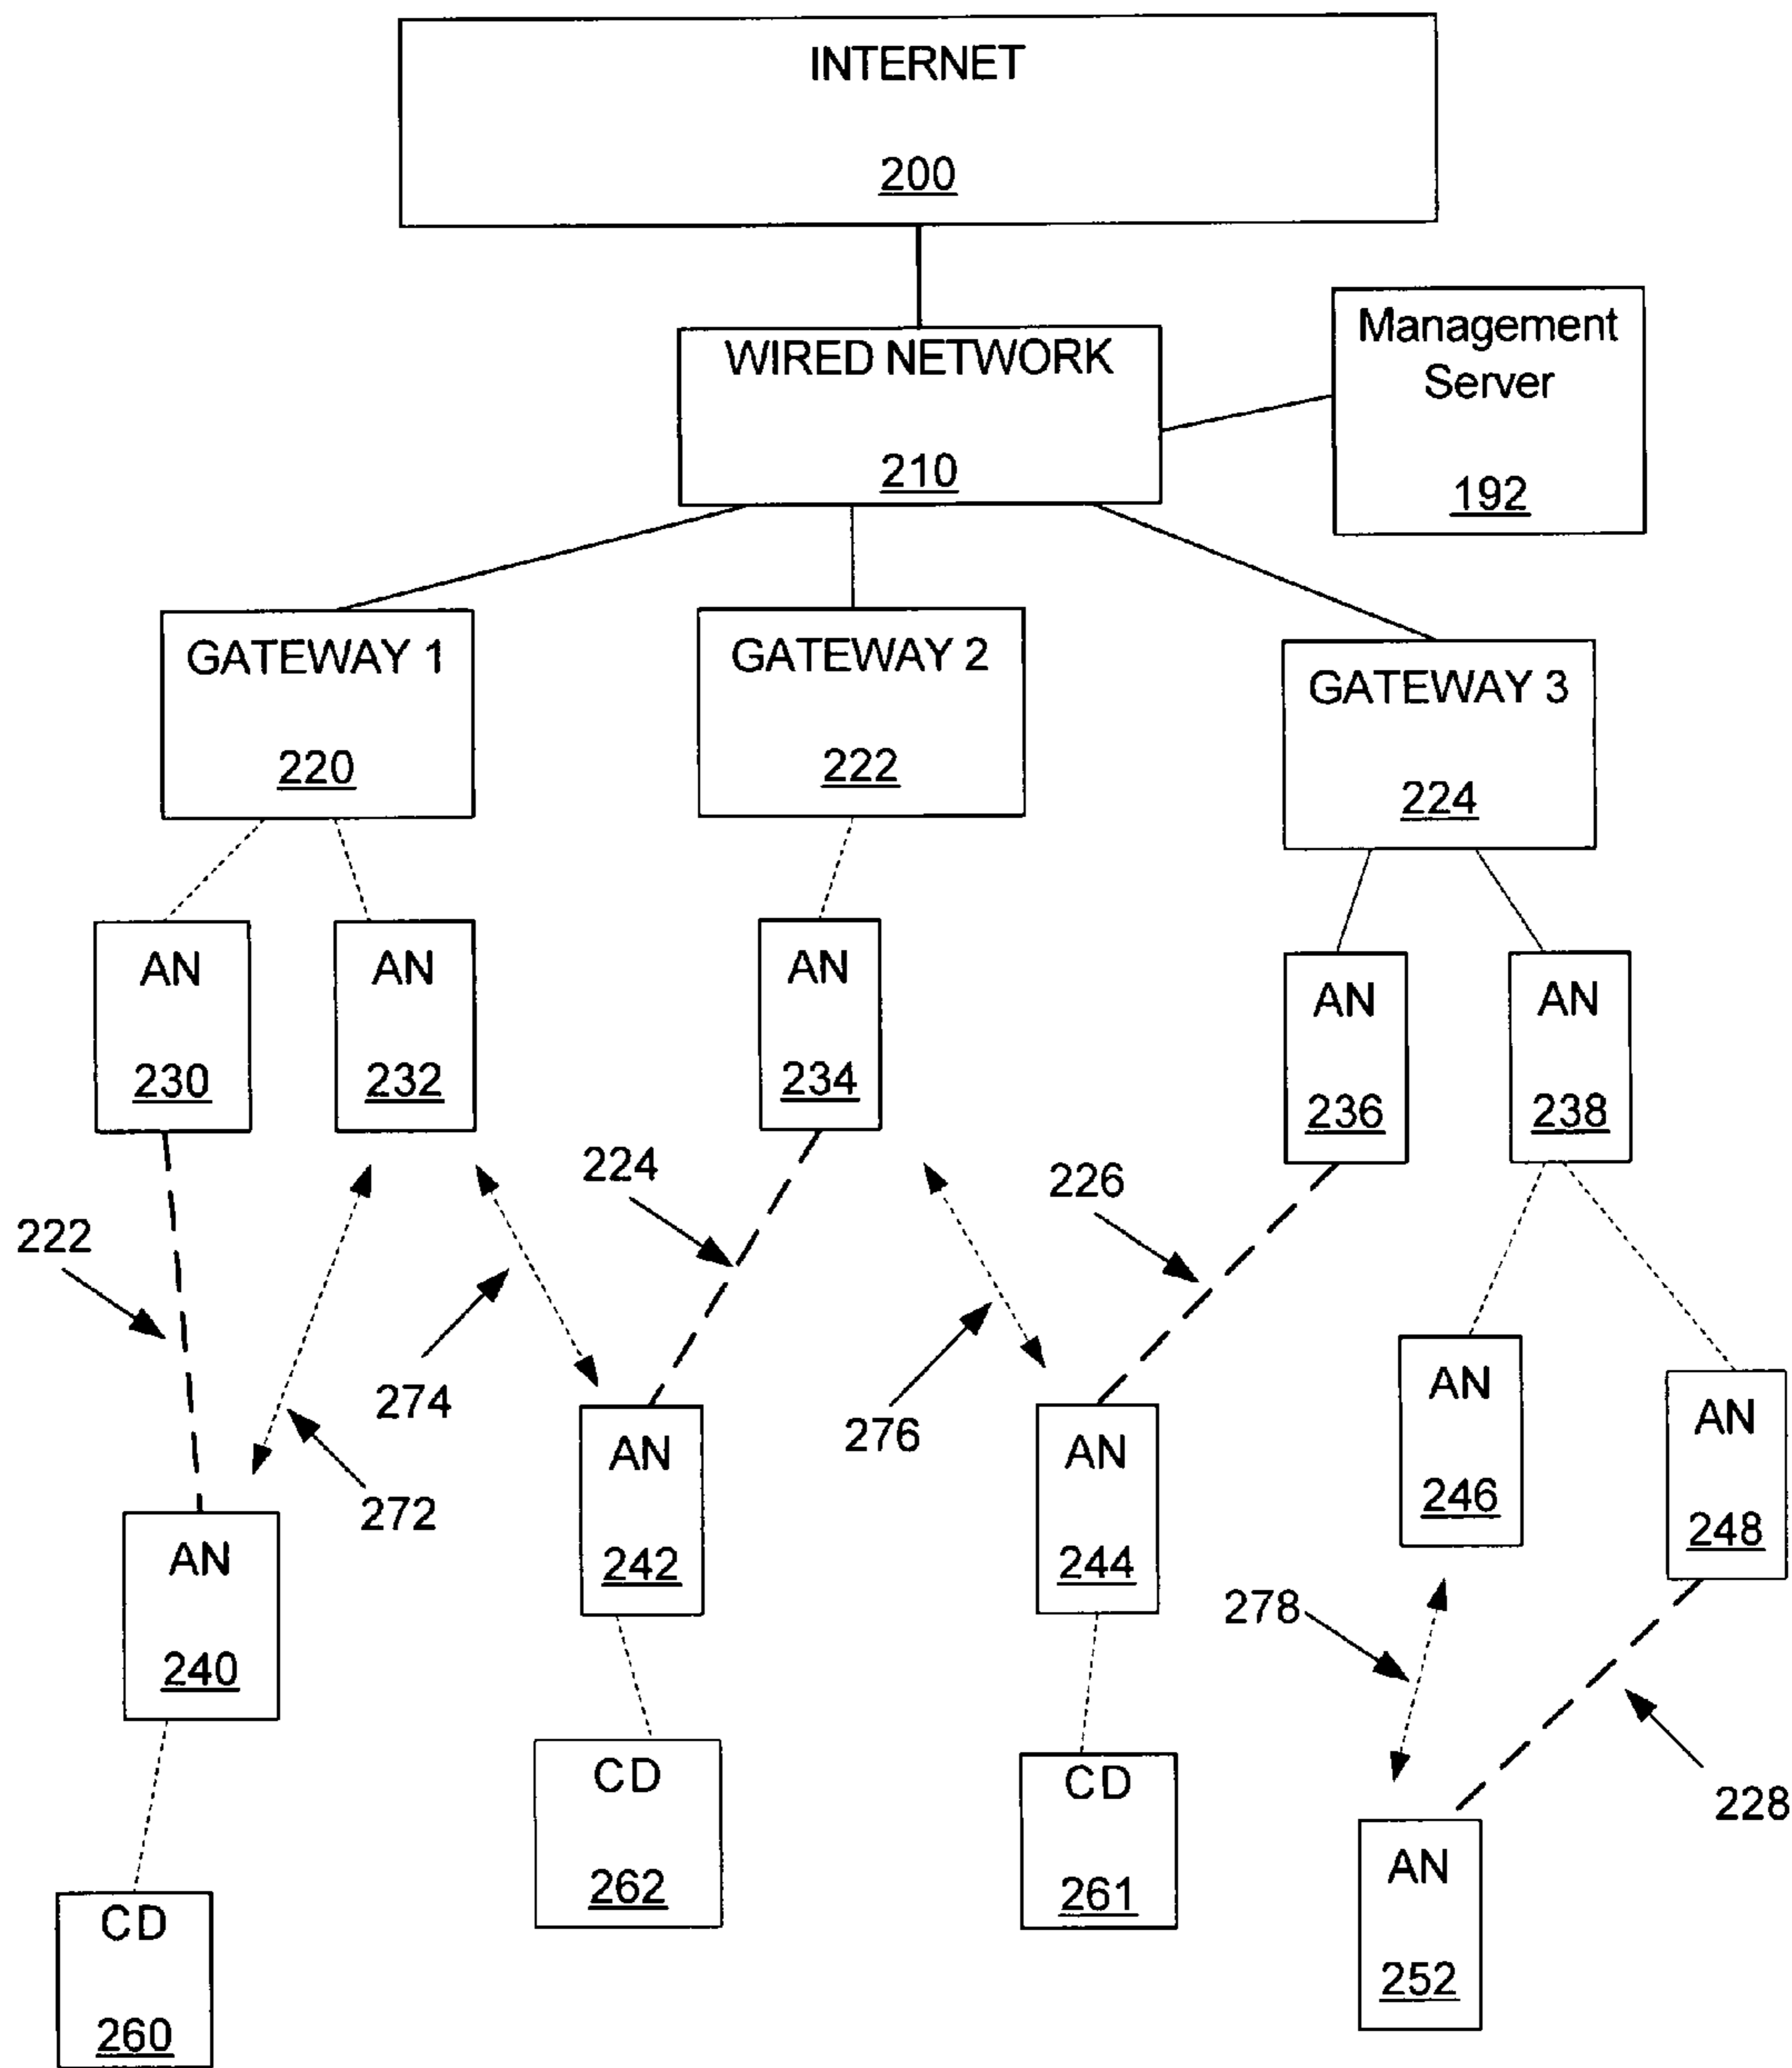 INTERNET
200
WIRED NETWORK
210
Management
Server
192
GATEWAY 1
220
GATEWAY 2
222
GATEWAY 3
224
AN
230
AN
232
AN
234
AN
236
AN
238
222
224
226
274
276
272
AN
240
AN
242
AN
244
AN
246
AN
248
278
228
CD
260
CD
262
CD
261
AN
252